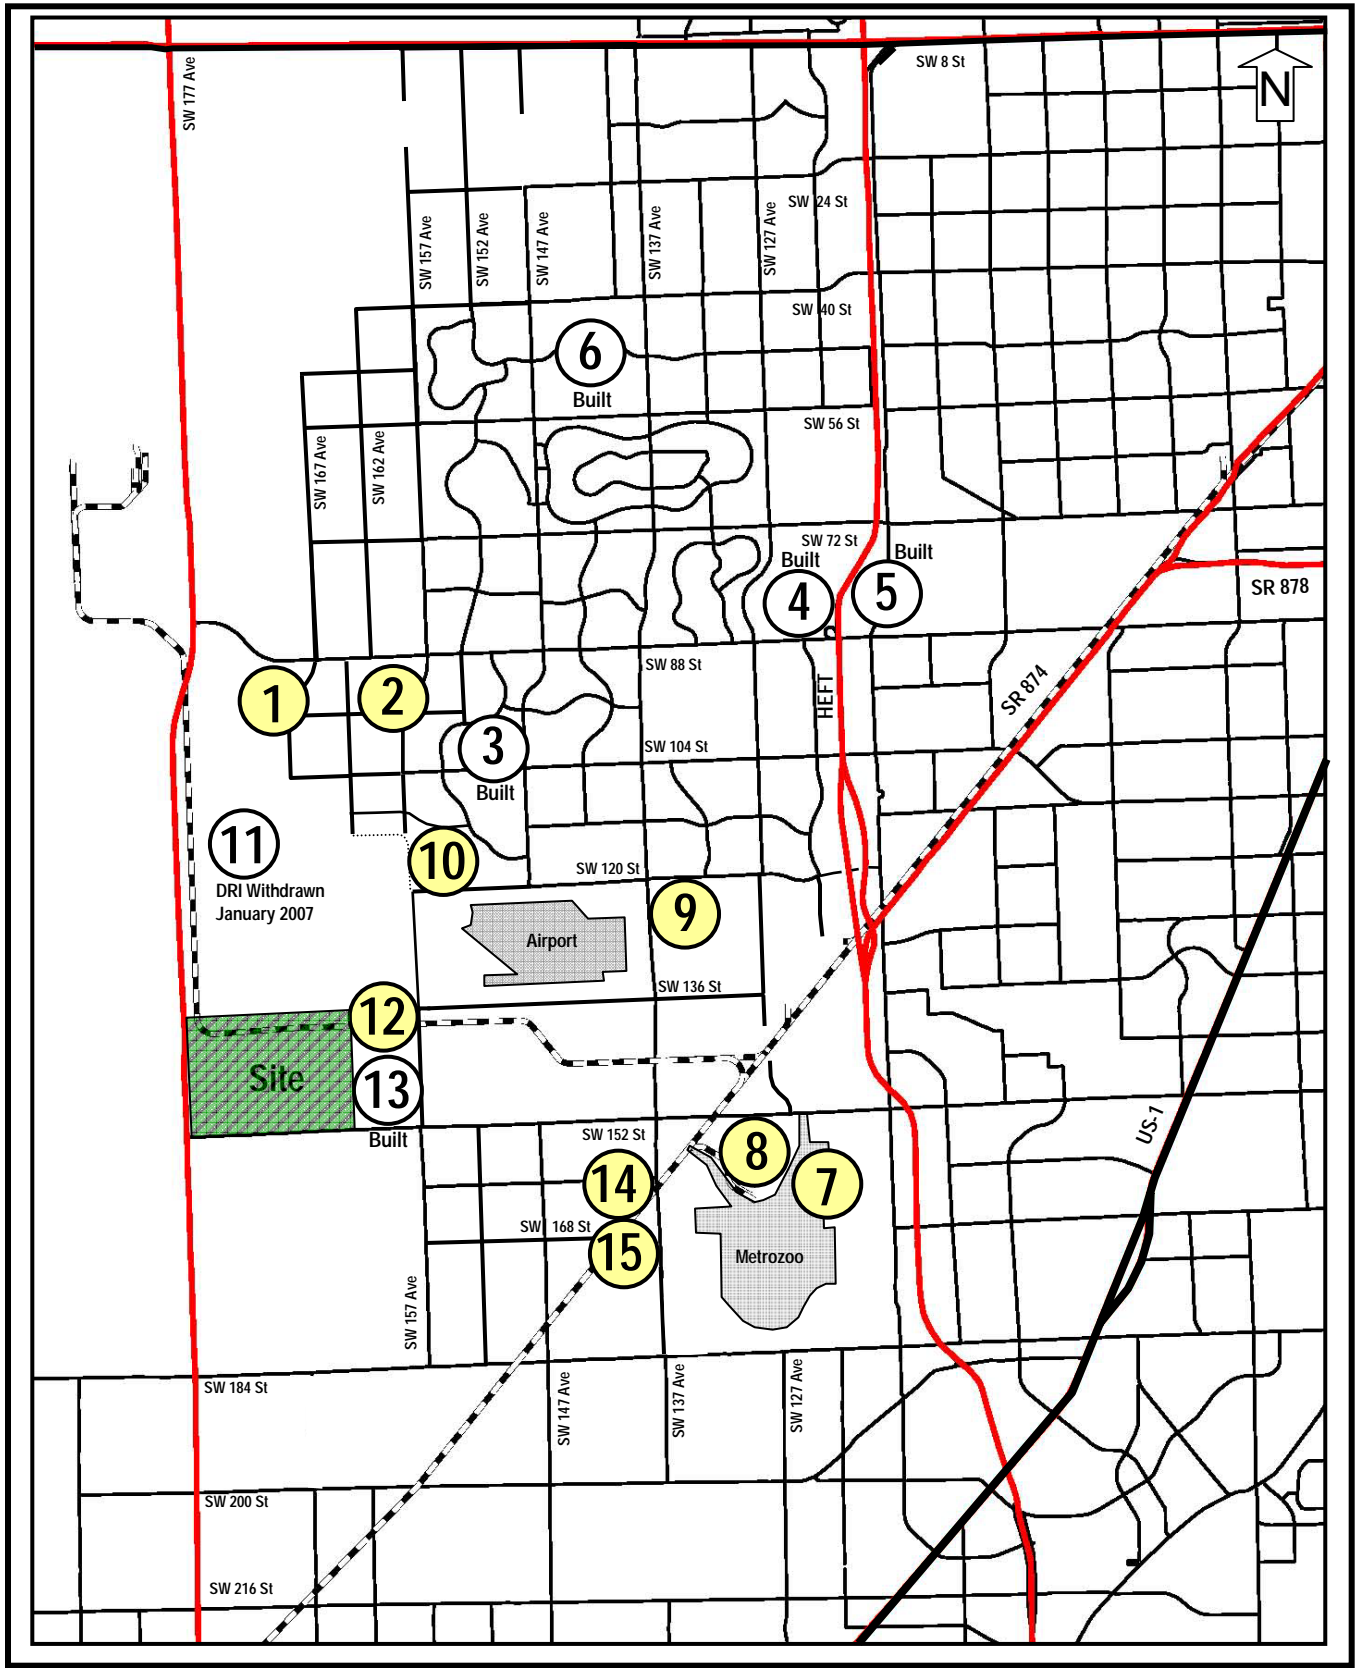 SW 8 St
N
SW 177 Ave
SW 24 St
SW 157 Ave
SW 152 Ave
SW 147 Ave
SW 137 Ave
SW 127 Ave
SW 40 St
6
Built
SW 56 St
SW 167 Ave
SW 162 Ave
SW 72 St
Built
4
Built
5
SR 878
SW 88 St
1
2
HEFT
SR 874
3
Built
SW 104 St
11
DRI Withdrawn
January 2007
10
SW 120 St
9
Airport
SW 136 St
12
Site
13
Built
SW 152 St
US-1
8
14
7
SW 168 St
15
Metrozoo
SW 157 Ave
SW 184 St
SW 147 Ave
SW 137 Ave
SW 127 Ave
SW 200 St
SW 216 St